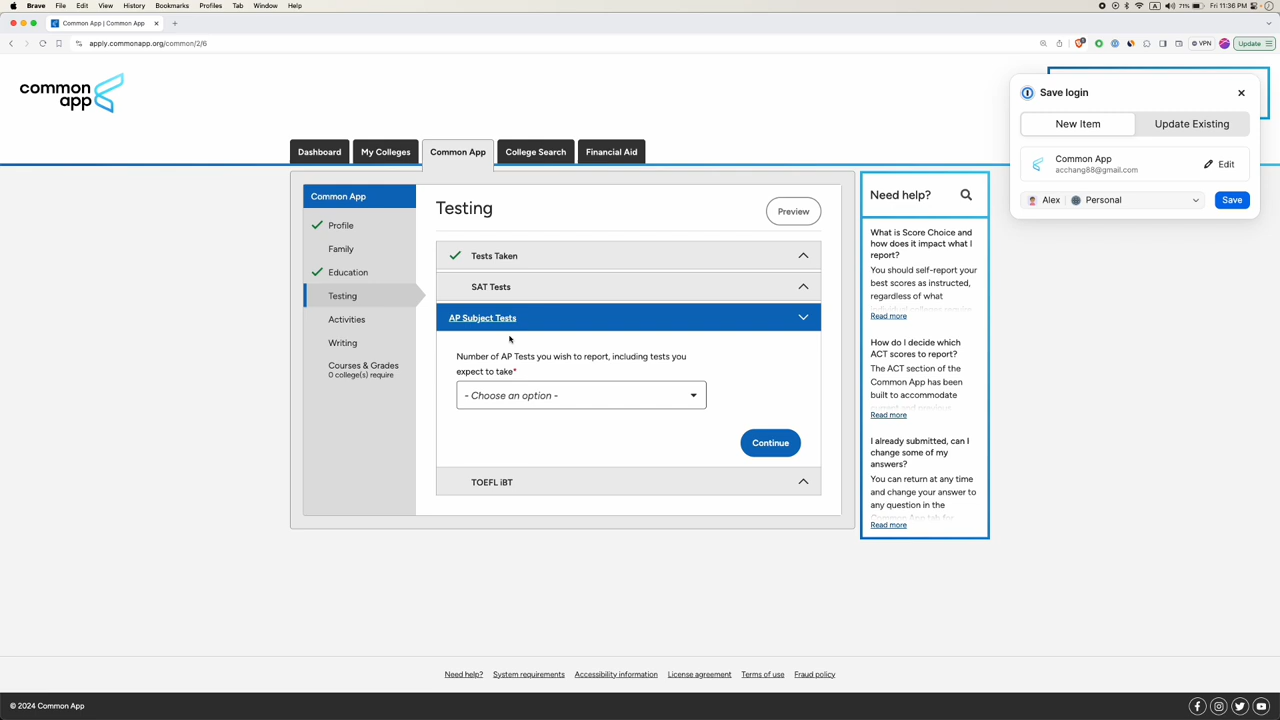 Brave File Edit View History Bookmarks Profiles Tab Window Help
A 71% Fri 11:36 PM
Common App | Common App
apply.commonapp.org/common/2/6
VPN
Update
common
app
Save login
New Item
Update Existing
Common App
acchang88@gmail.com
Edit
Alex
Personal
Save
Dashboard
My Colleges
Common App
College Search
Financial Aid
Common App
Profile
Family
Education
Testing
Activities
Writing
Courses & Grades
0 college(s) require
Testing
Preview
Tests Taken
SAT Tests
AP Subject Tests
Number of AP Tests you wish to report, including tests you
expect to take*
- Choose an option -
Continue
TOEFL iBT
Need help?
What is Score Choice and
how does it impact what I
report?
You should self-report your
best scores as instructed,
regardless of what
Read more
How do I decide which
ACT scores to report?
The ACT section of the
Common App has been
built to accommodate
Read more
I already submitted, can I
change some of my
answers?
You can return at any time
and change your answer to
any question in the
Common App tab for
Read more
Need help?
System requirements
Accessibility information
License agreement
Terms of use
Fraud policy
© 2024 Common App